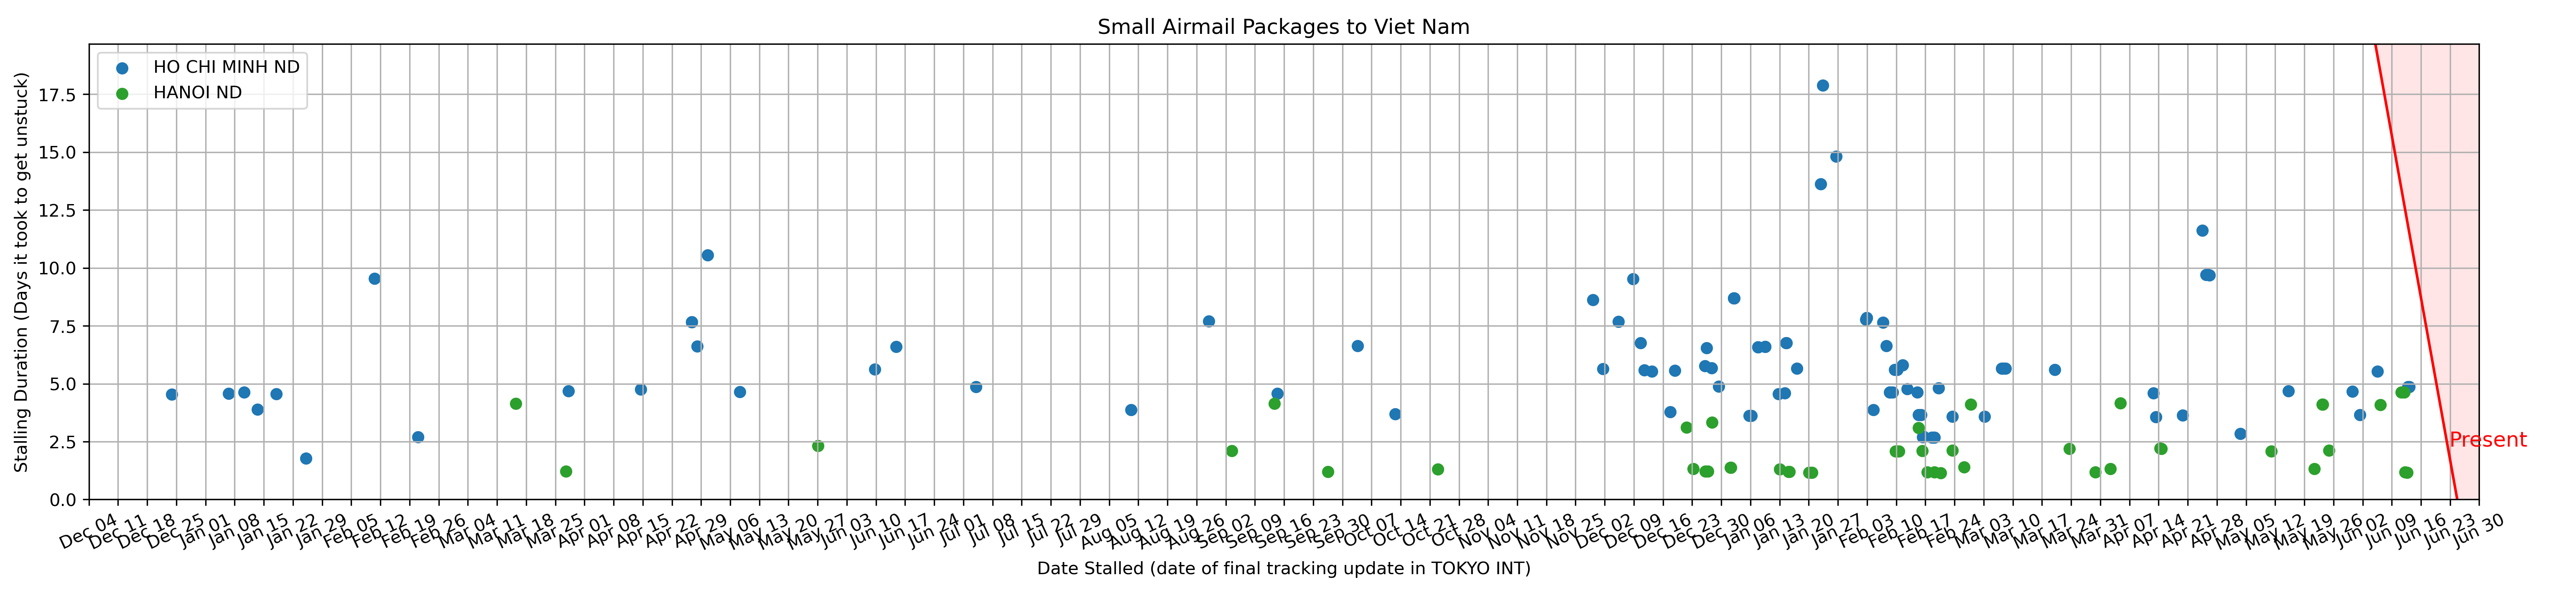 Small Airmail Packages to Viet Nam
HO CHI MINH ND
HANOI ND
Stalling Duration (Days it took to get unstuck)
17.5
15.0
12.5
10.0
7.5
5.0
2.5
0.0
Present
Dec 04
Dec 11
Dec 18
Dec 25
Jan 01
Jan 08
Jan 15
Jan 22
Jan 29
Feb 05
Feb 12
Feb 19
Feb 26
Mar 04
Mar 11
Mar 18
Mar 25
Apr 01
Apr 08
Apr 15
Apr 22
Apr 29
May 06
May 13
May 20
May 27
Jun 03
Jun 10
Jun 17
Jun 24
Jul 01
Jul 08
Jul 15
Jul 22
Jul 29
Aug 05
Aug 12
Aug 19
Aug 26
Sep 02
Sep 09
Sep 16
Sep 23
Sep 30
Oct 07
Oct 14
Oct 21
Oct 28
Nov 04
Nov 11
Nov 18
Nov 25
Dec 02
Dec 09
Dec 16
Dec 23
Dec 30
Jan 06
Jan 13
Jan 20
Jan 27
Feb 03
Feb 10
Feb 17
Feb 24
Mar 03
Mar 10
Mar 17
Mar 24
Mar 31
Apr 07
Apr 14
Apr 21
Apr 28
May 05
May 12
May 19
May 26
Jun 02
Jun 09
Jun 16
Jun 23
Jun 30
Date Stalled (date of final tracking update in TOKYO INT)